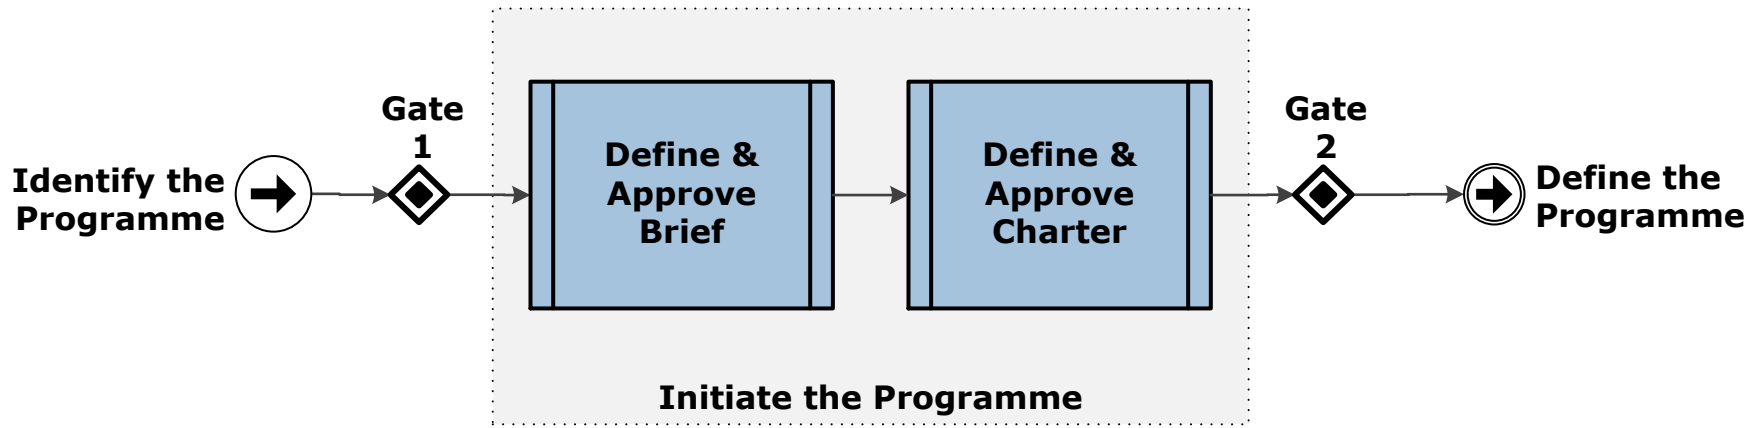 Identify the
Programme
Gate
1
Define &
Approve
Brief
Define &
Approve
Charter
Gate
2
Define the
Programme
Initiate the Programme